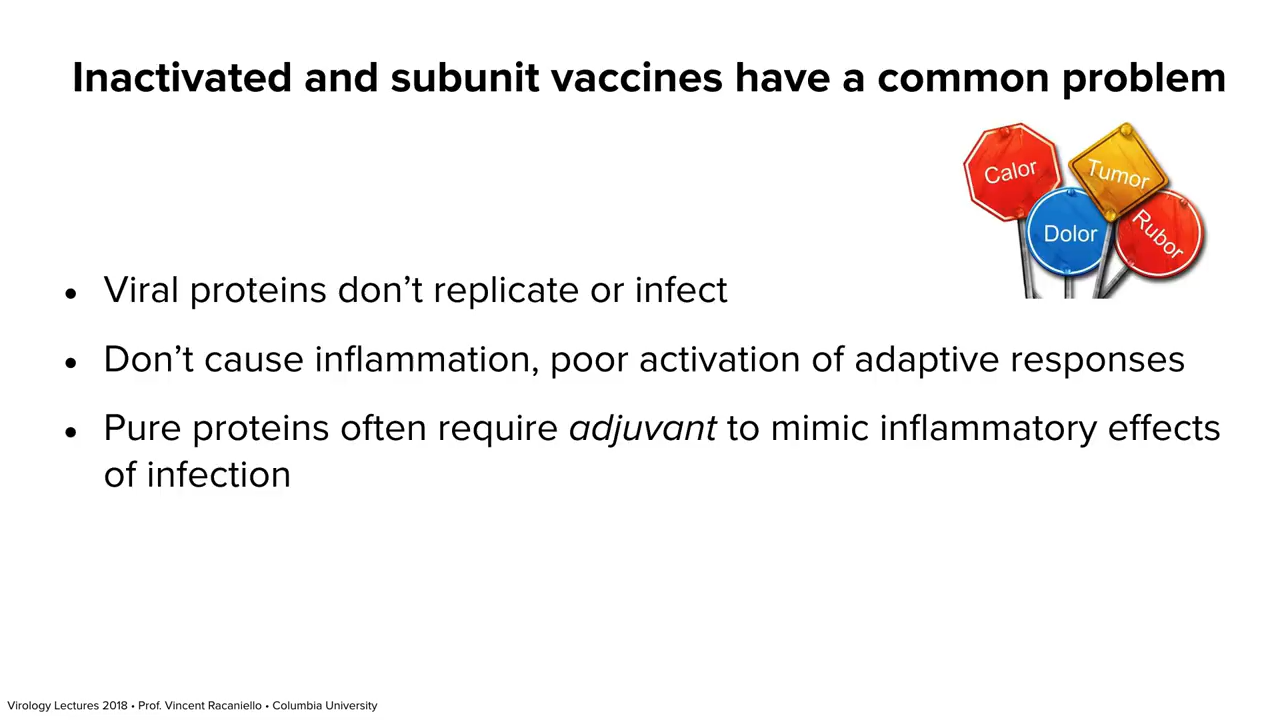 Inactivated and subunit vaccines have a common problem
Calor
Tumor
Dolor
Rubor
• Viral proteins don’t replicate or infect
• Don’t cause inflammation, poor activation of adaptive responses
• Pure proteins often require adjuvant to mimic inflammatory effects
of infection
Virology Lectures 2018 • Prof. Vincent Racaniello • Columbia University